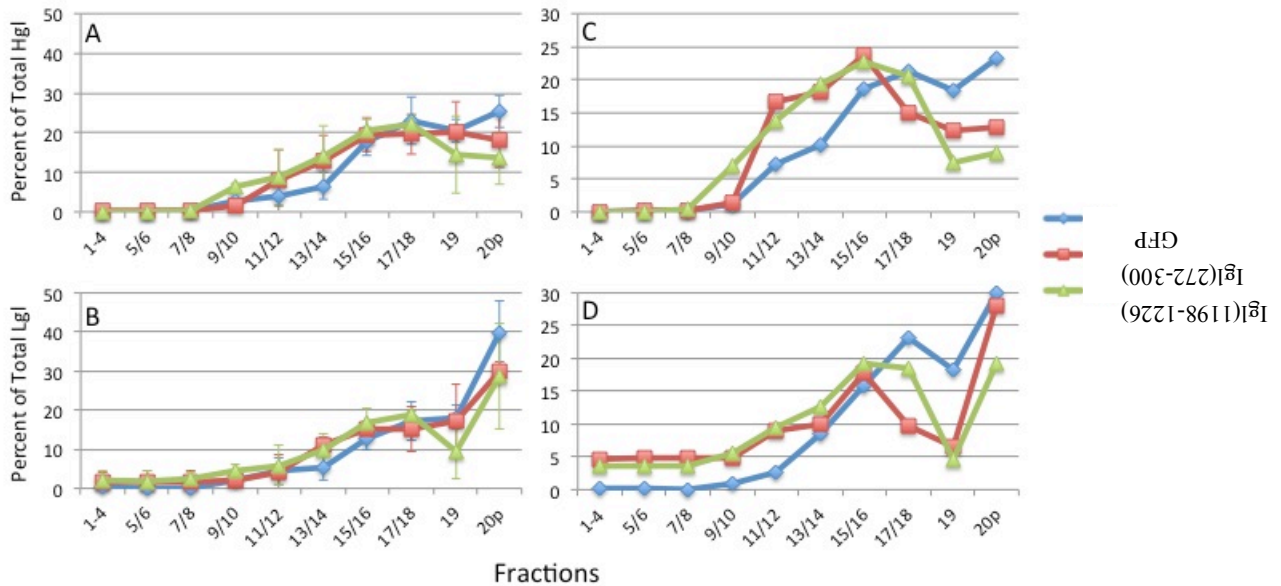 Percent of Total Hgl
A
50
40
30
20
10
0
1-4 5/6 7/8 9/10 11/12 13/14 15/16 17/18 19 20p
C
30
25
20
15
10
5
0
1-4 5/6 7/8 9/10 11/12 13/14 15/16 17/18 19 20p
GFP
Igl(272-300)
Igl(1198-1226)
Percent of Total Lgl
B
50
40
30
20
10
0
1-4 5/6 7/8 9/10 11/12 13/14 15/16 17/18 19 20p
D
30
25
20
15
10
5
0
1-4 5/6 7/8 9/10 11/12 13/14 15/16 17/18 19 20p
Fractions